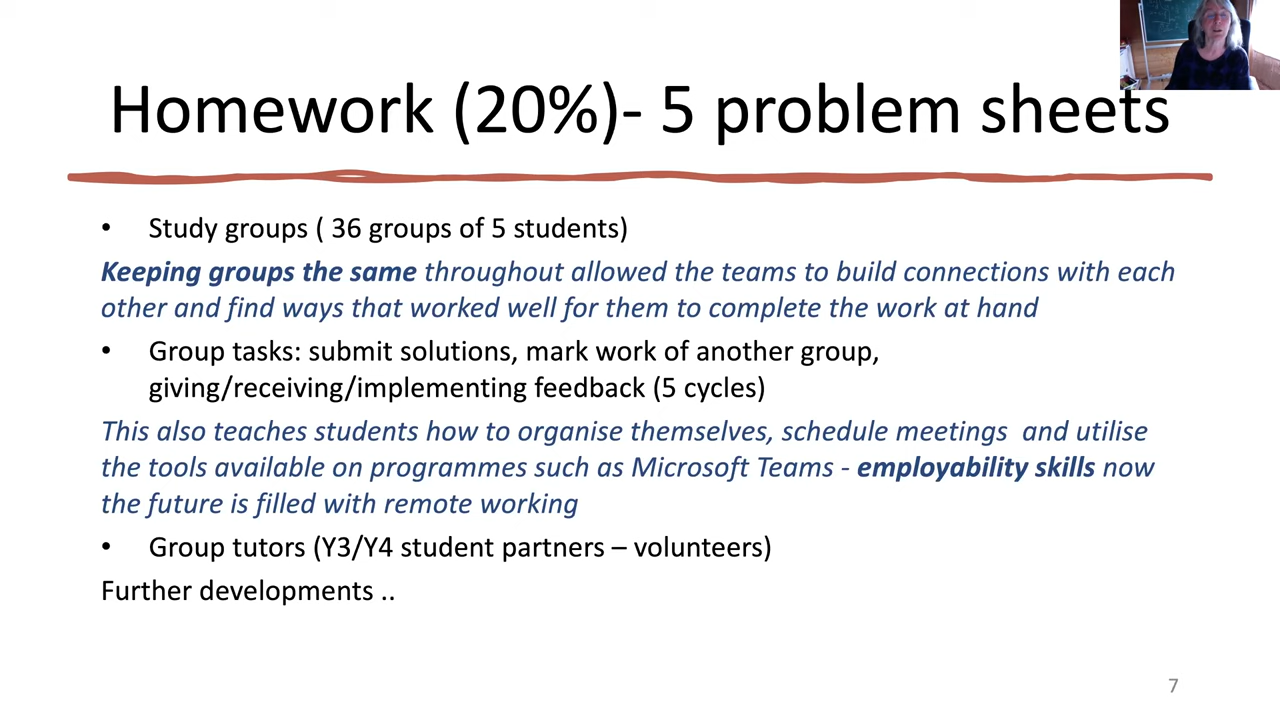 Homework (20%)- 5 problem sheets
• Study groups ( 36 groups of 5 students)
Keeping groups the same throughout allowed the teams to build connections with each
other and find ways that worked well for them to complete the work at hand
• Group tasks: submit solutions, mark work of another group,
giving/receiving/implementing feedback (5 cycles)
This also teaches students how to organise themselves, schedule meetings and utilise
the tools available on programmes such as Microsoft Teams - employability skills now
the future is filled with remote working
• Group tutors (Y3/Y4 student partners – volunteers)
Further developments ..
7